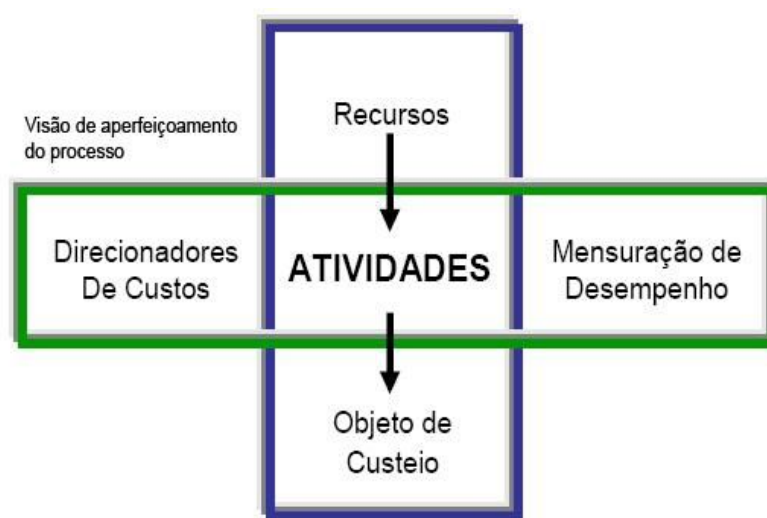 Recursos
Visão de aperfeiçoamento
do processo
Direcionadores
De Custos
ATIVIDADES
Mensuração de
Desempenho
Objeto de
Custeio